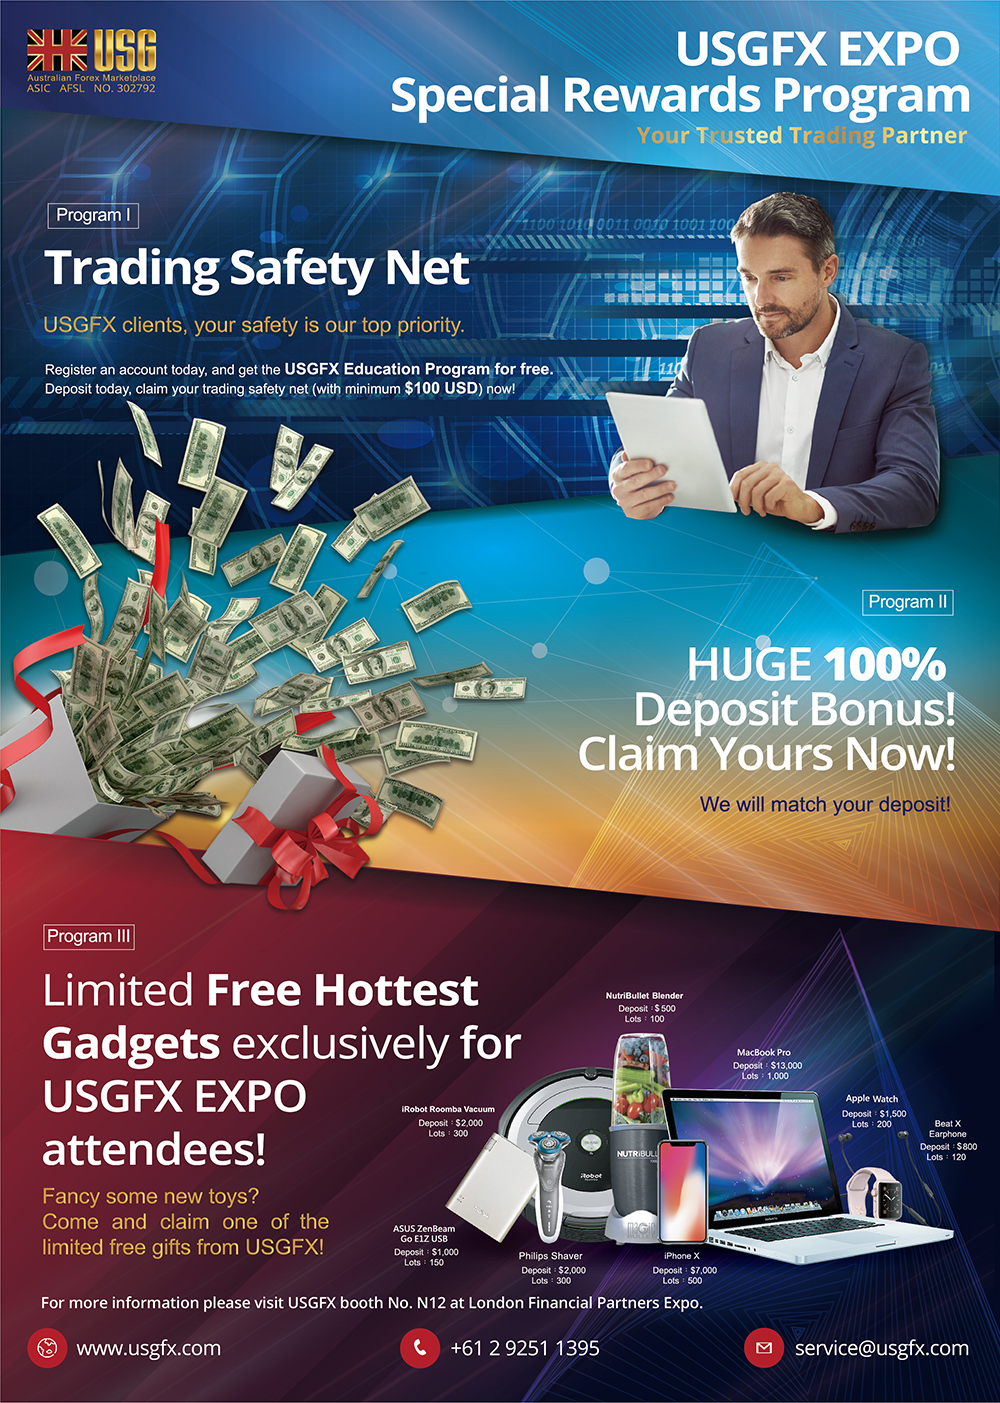 USG
Australian Forex Marketplace
ASIC AFSL NO. 302792
USGFX EXPO
Special Rewards Program
Your Trusted Trading Partner
Program I
Trading Safety Net
USGFX clients, your safety is our top priority.
Register an account today, and get the USGFX Education Program for free.
Deposit today, claim your trading safety net (with minimum $100 USD) now!
Program II
HUGE 100%
Deposit Bonus!
Claim Yours Now!
We will match your deposit!
Program III
Limited Free Hottest
Gadgets exclusively for
USGFX EXPO
attendees!
Fancy some new toys?
Come and claim one of the
limited free gifts from USGFX!
NutriBullet Blender
Deposit : $500
Lots : 100
MacBook Pro
Deposit : $13,000
Lots : 1,000
iRobot Roomba Vacuum
Deposit : $2,000
Lots : 300
Apple Watch
Deposit : $1,500
Lots : 200
Beat X
Earphone
Deposit : $800
Lots : 120
iRobot
NUTRIBULL
ASUS ZenBeam
Go E1Z USB
Deposit : $1,000
Lots : 150
Philips Shaver
Deposit : $2,000
Lots : 300
iPhone X
Deposit : $7,000
Lots : 500
For more information please visit USGFX booth No. N12 at London Financial Partners Expo.
www.usgfx.com
+61 2 9251 1395
service@usgfx.com